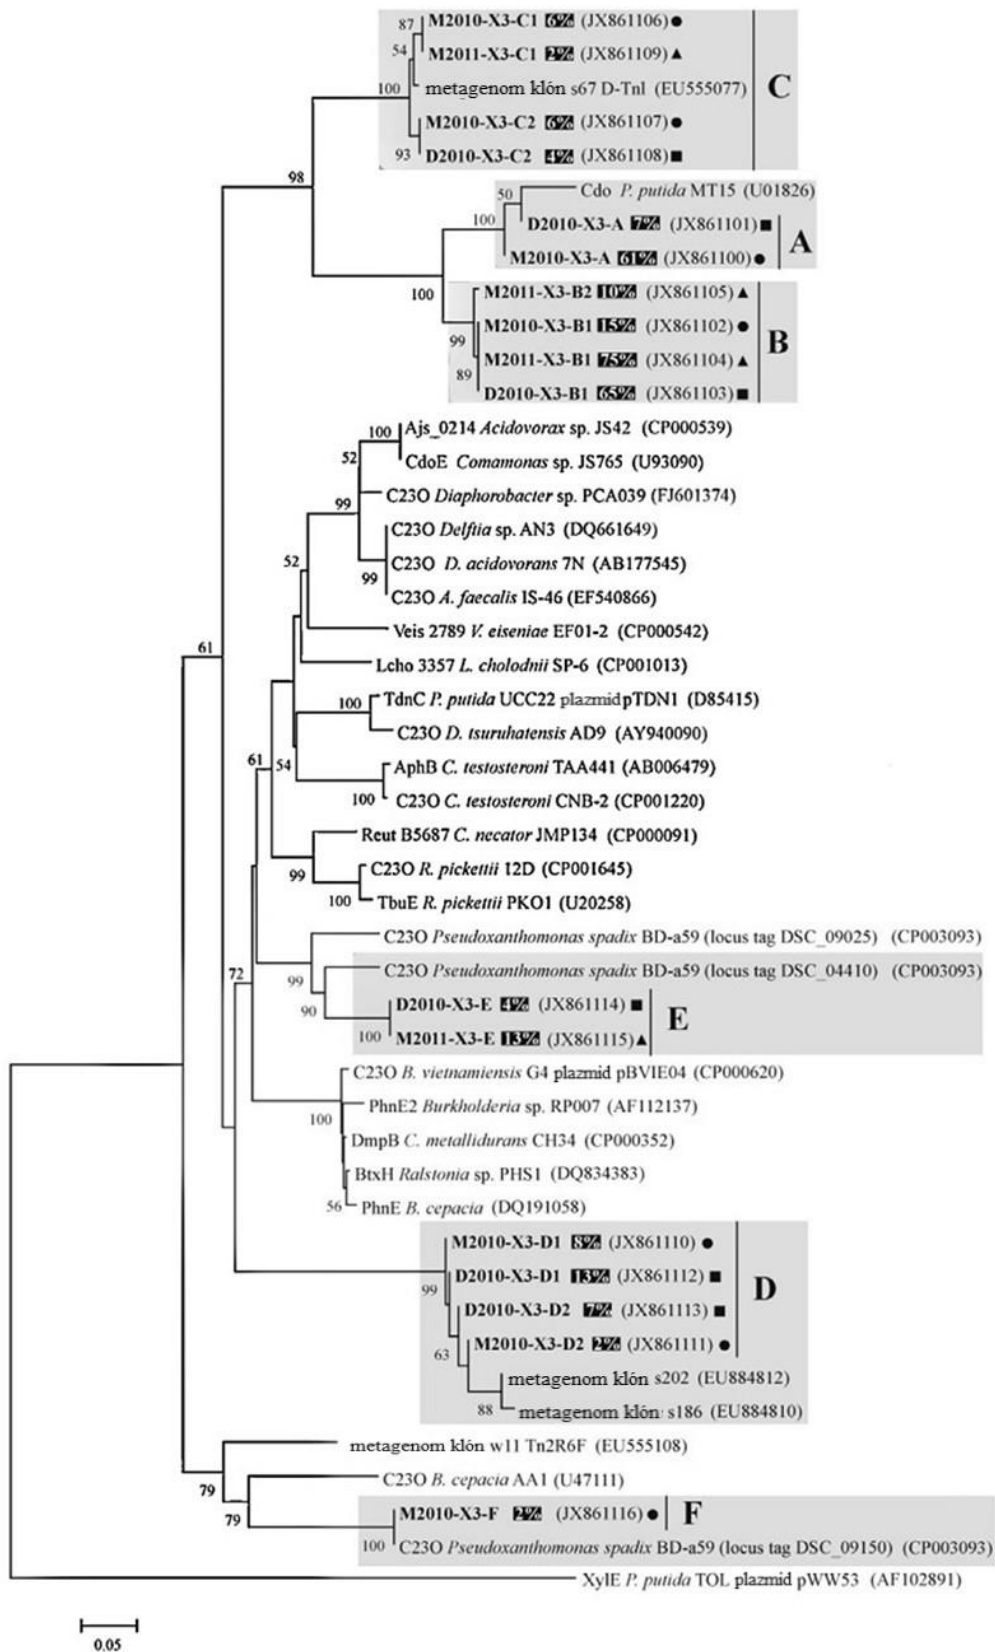 87 M2010-X3-C1 6% (JX861106) ●
54 M2011-X3-C1 2% (JX861109) ▲
100 metagenom klón s67 D-Tnl (EU555077) C
M2010-X3-C2 6% (JX861107) ●
93 D2010-X3-C2 4% (JX861108) ■
98
50 Cdo P. putida MT15 (U01826)
100 D2010-X3-A 7% (JX861101) ■ A
M2010-X3-A 61% (JX861100) ●
100 M2011-X3-B2 10% (JX861105) ▲
M2010-X3-B1 15% (JX861102) ● B
99 M2011-X3-B1 75% (JX861104) ▲
89 D2010-X3-B1 65% (JX861103) ■
100 Ajs_0214 Acidovorax sp. JS42 (CP000539)
52 CdoE Comamonas sp. JS765 (U93090)
99 C23O Diaphorobacter sp. PCA039 (FJ601374)
C23O Delftia sp. AN3 (DQ661649)
52 C23O D. acidovorans 7N (AB177545)
99 C23O A. faecalis IS-46 (EF540866)
Veis 2789 V. eiseniae EF01-2 (CP000542)
61 Lcho 3357 L. cholodnii SP-6 (CP001013)
100 TdnC P. putida UCC22 plazmid pTDN1 (D85415)
C23O D. tsuruhatensis AD9 (AY940090)
61 54 AphB C. testosteroni TAA441 (AB006479)
100 C23O C. testosteroni CNB-2 (CP001220)
Reut B5687 C. necator JMP134 (CP000091)
99 C23O R. pickettii 12D (CP001645)
100 TbuE R. pickettii PKO1 (U20258)
C23O Pseudoxanthomonas spadix BD-a59 (locus tag DSC_09025) (CP003093)
72 99 C23O Pseudoxanthomonas spadix BD-a59 (locus tag DSC_04410) (CP003093)
90 D2010-X3-E 4% (JX861114) ■ E
100 M2011-X3-E 13% (JX861115) ▲
C23O B. vietnamiensis G4 plazmid pBVIE04 (CP000620)
100 PhnE2 Burkholderia sp. RP007 (AF112137)
DmpB C. metallidurans CH34 (CP000352)
BtxH Ralstonia sp. PHS1 (DQ834383)
56 PhnE B. cepacia (DQ191058)
M2010-X3-D1 8% (JX861110) ●
99 D2010-X3-D1 13% (JX861112) ■ D
D2010-X3-D2 7% (JX861113) ■
63 M2010-X3-D2 2% (JX861111) ●
metagenom klón s202 (EU884812)
88 metagenom klón s186 (EU884810)
metagenom klón w11 Tn2R6F (EU555108)
79 C23O B. cepacia AA1 (U47111)
79 M2010-X3-F 2% (JX861116) ● F
100 C23O Pseudoxanthomonas spadix BD-a59 (locus tag DSC_09150) (CP003093)
XylE P. putida TOL plazmid pWW53 (AF102891)
0.05